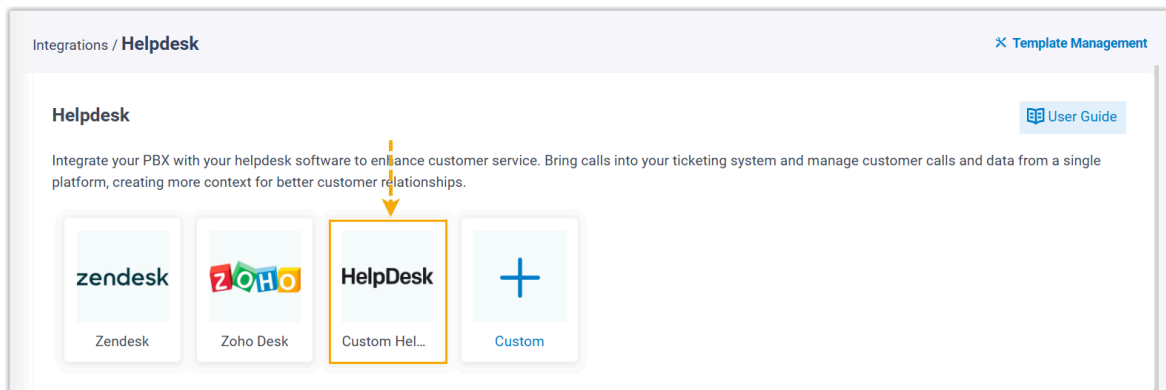 Integrations / Helpdesk
Template Management
Helpdesk
User Guide
Integrate your PBX with your helpdesk software to enhance customer service. Bring calls into your ticketing system and manage customer calls and data from a single
platform, creating more context for better customer relationships.
zendesk
ZOHO
HelpDesk
Zendesk
Zoho Desk
Custom Hel...
Custom